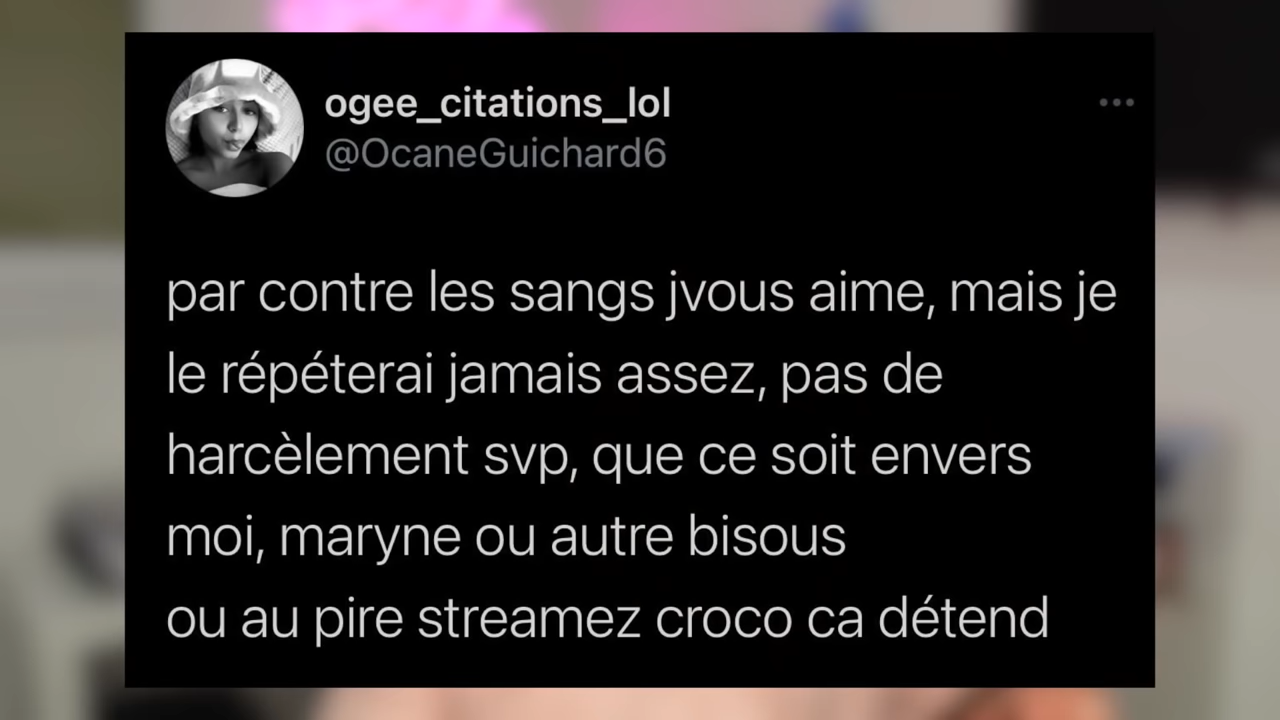 ogee_citations_lol
@OcaneGuichard6
par contre les sangs jvous aime, mais je
le répéterai jamais assez, pas de
harcèlement svp, que ce soit envers
moi, maryne ou autre bisous
ou au pire streamez croco ca détend